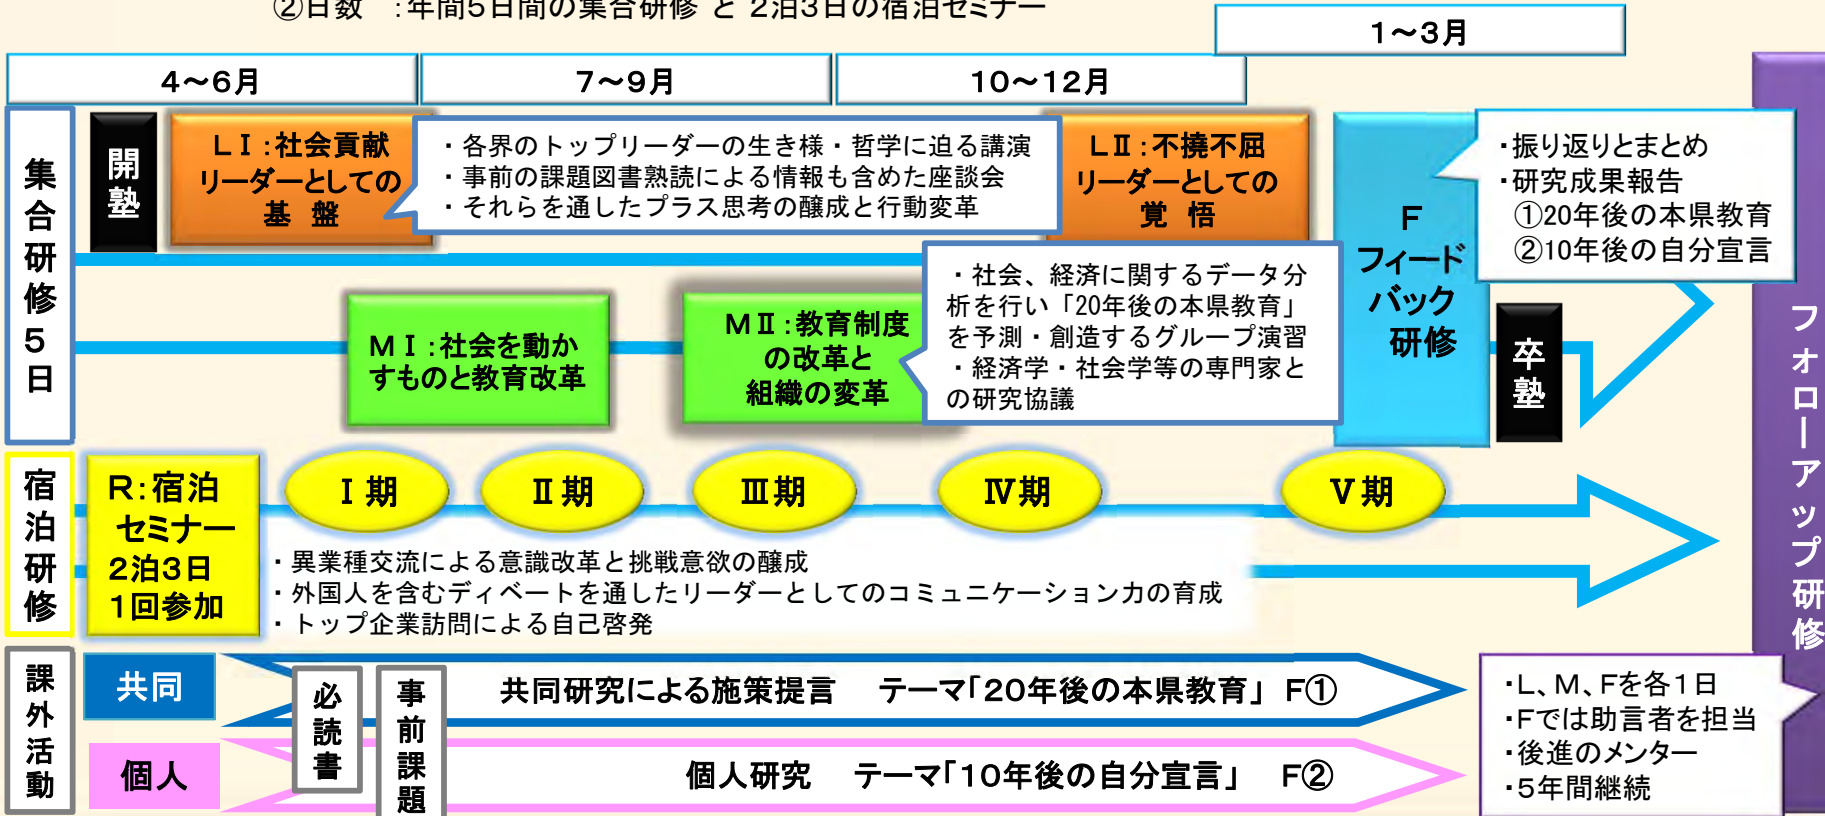 ②日数　：年間5日間の集合研修 と 2泊3日の宿泊セミナー
1～3月
4～6月
7～9月
10～12月
集合研修5日
開塾
LⅠ：社会貢献
リーダーとしての
基 盤
・各界のトップリーダーの生き様・哲学に迫る講演
・事前の課題図書熟読による情報も含めた座談会
・それらを通したプラス思考の醸成と行動変革
LⅡ：不撓不屈
リーダーとしての
覚 悟
F
フィード
バック
研修
・振り返りとまとめ
・研究成果報告
①20年後の本県教育
②10年後の自分宣言
MⅠ：社会を動か
すものと教育改革
MⅡ：教育制度
の改革と
組織の変革
・社会、経済に関するデータ分
析を行い「20年後の本県教育」
を予測・創造するグループ演習
・経済学・社会学等の専門家と
の研究協議
卒塾
フォローアップ研修
宿泊研修
R：宿泊
セミナー
2泊3日
1回参加
Ⅰ期
Ⅱ期
Ⅲ期
Ⅳ期
Ⅴ期
・異業種交流による意識改革と挑戦意欲の醸成
・外国人を含むディベートを通したリーダーとしてのコミュニケーション力の育成
・トップ企業訪問による自己啓発
課外活動
共同
必読書
事前課題
共同研究による施策提言　テーマ「20年後の本県教育」 F①
個人
個人研究　テーマ「10年後の自分宣言」　F②
・L、M、Fを各1日
・Fでは助言者を担当
・後進のメンター
・5年間継続